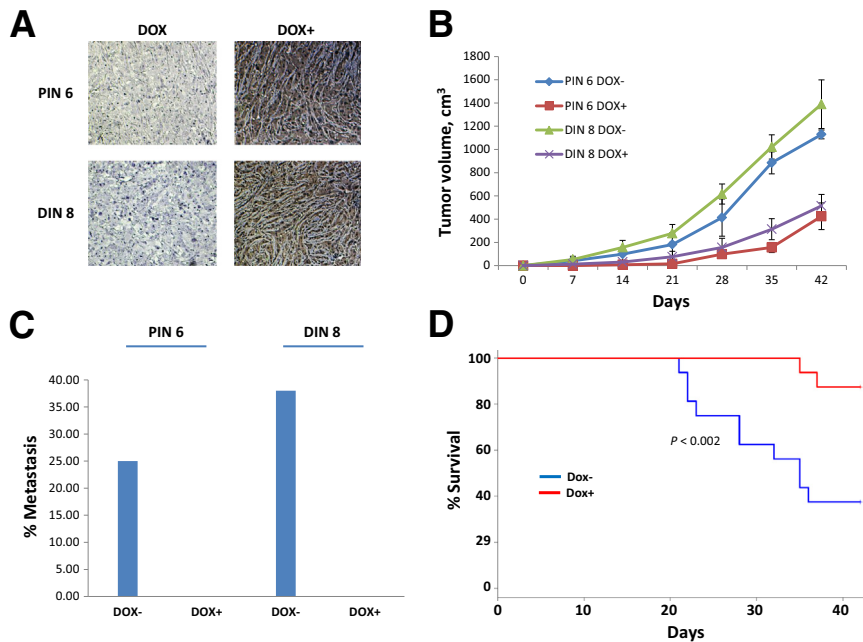 A
DOX
DOX+
PIN 6
DIN 8
B
1800
1600
1400
1200
1000
800
600
400
200
0
Tumor volume, cm³
PIN 6 DOX-
PIN 6 DOX+
DIN 8 DOX-
DIN 8 DOX+
0 7 14 21 28 35 42
Days
C
PIN 6
DIN 8
40.00
35.00
30.00
25.00
20.00
15.00
10.00
5.00
0.00
% Metastasis
DOX- DOX+ DOX- DOX+
D
100
80
60
40
29
0
% Survival
P < 0.002
Dox-
Dox+
0 10 20 30 40
Days